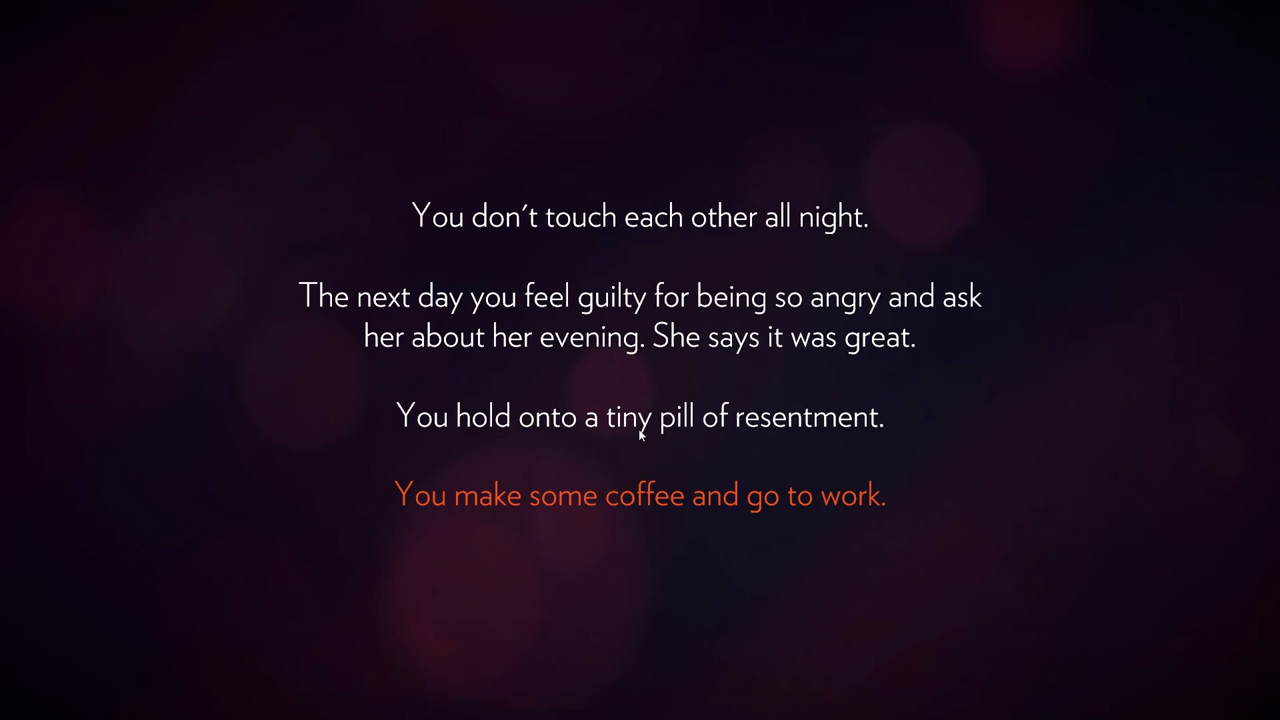 You don't touch each other all night.
The next day you feel guilty for being so angry and ask
her about her evening. She says it was great.
You hold onto a tiny pill of resentment.
You make some coffee and go to work.